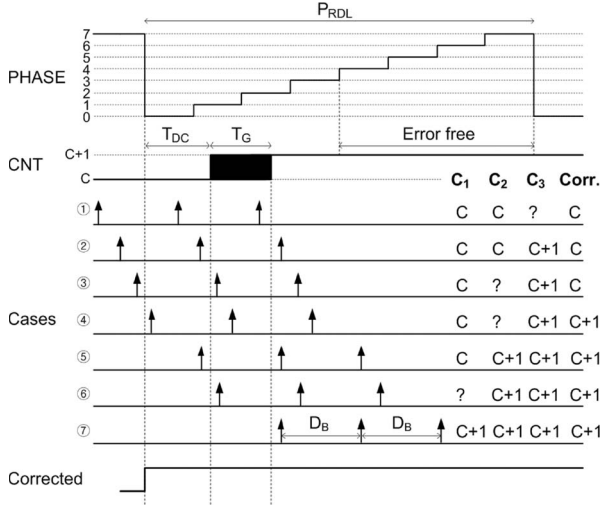 P_RDL
7
6
5
4
3
2
1
0
PHASE
T_DC T_G Error free
C+1
CNT
C
C₁ C₂ C₃ Corr.
① C C ? C
② C C C+1 C
③ C ? C+1 C
Cases
④ C ? C+1 C+1
⑤ C C+1 C+1 C+1
⑥ ? C+1 C+1 C+1
⑦ D_B D_B C+1 C+1 C+1 C+1
Corrected